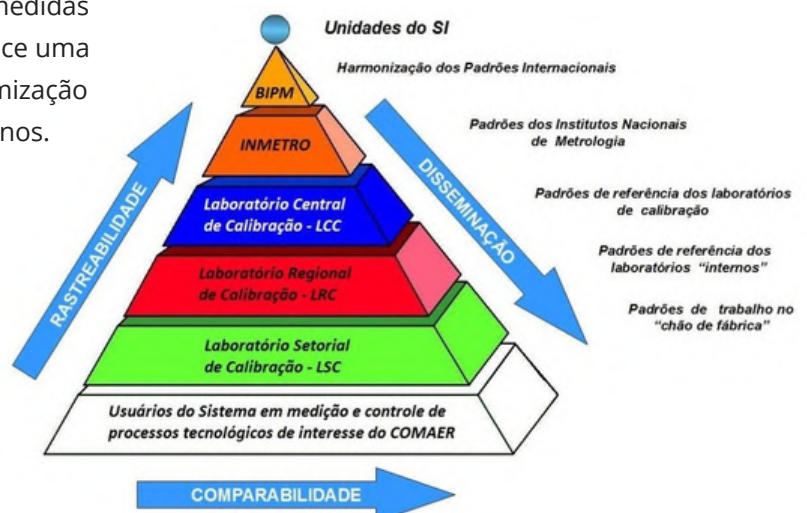 ce uma
Unidades do SI
Harmonização dos Padrões Internacionais
BIPM
Padrões dos Institutos Nacionais
de Metrologia
INMETRO
Padrões de referência dos laboratórios
de calibração
Laboratório Central
de Calibração - LCC
Padrões de referência dos
laboratórios “internos”
Laboratório Regional
de Calibração - LRC
Padrões de trabalho no
“chão de fábrica”
Laboratório Setorial
de Calibração - LSC
Usuários do Sistema em medição e controle de
processos tecnológicos de interesse do COMAER
RASTREABILIDADE
DISSEMINAÇÃO
COMPARABILIDADE